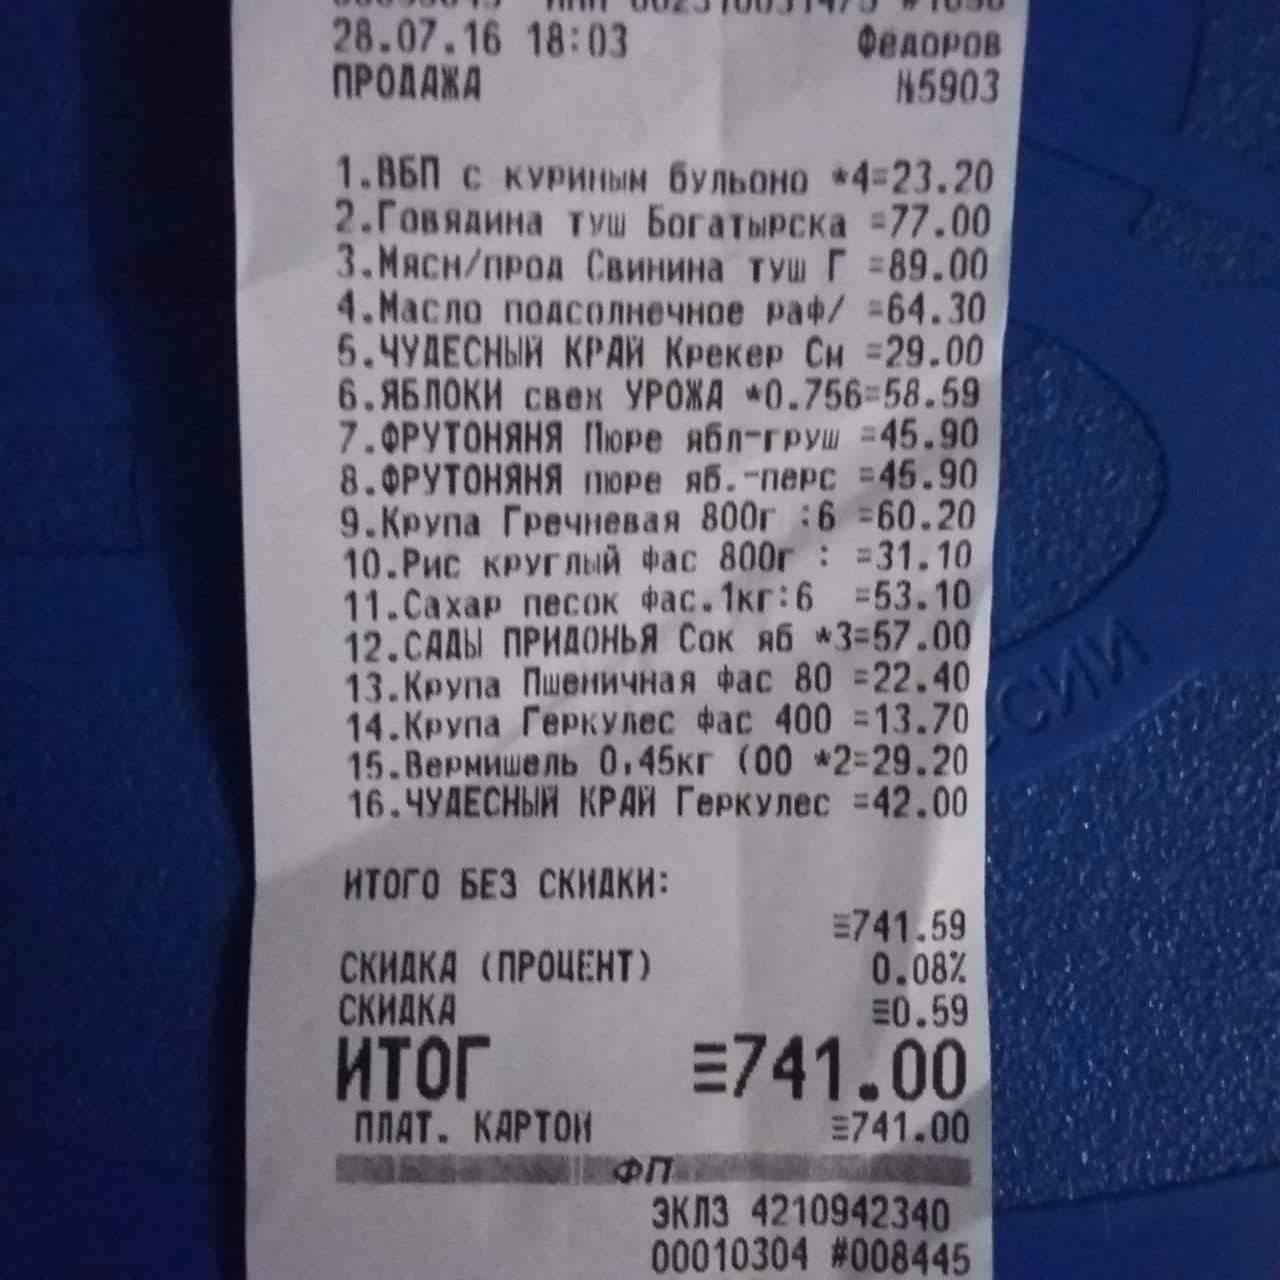 28.07.16 18:03 Федоров
ПРОДАЖА №5903
1.ВБП с куриным бульоно *4=23.20
2.Говядина туш Богатырска =77.00
3.Мясн/прод Свинина туш Г =89.00
4.Масло подсолнечное раф/ =64.30
5.ЧУДЕСНЫЙ КРАЙ Крекер Сн =29.00
6.ЯБЛОКИ свеж УРОЖА *0.756=58.59
7.ФРУТОНЯНЯ Пюре ябл-груш =45.90
8.ФРУТОНЯНЯ пюре яб.-перс =45.90
9.Крупа Гречневая 800г :6 =60.20
10.Рис круглый фас 800г : =31.10
11.Сахар песок фас.1кг:6 =53.10
12.САДЫ ПРИДОНЬЯ Сок яб *3=57.00
13.Крупа Пшеничная фас 80 =22.40
14.Крупа Геркулес фас 400 =13.70
15.Вермишель 0,45кг (00 *2=29.20
16.ЧУДЕСНЫЙ КРАЙ Геркулес =42.00
ИТОГО БЕЗ СКИДКИ:
≡741.59
СКИДКА (ПРОЦЕНТ) 0.08%
СКИДКА ≡0.59
ИТОГ ≡741.00
ПЛАТ. КАРТОЙ ≡741.00
ФП
ЭКЛЗ 4210942340
00010304 #008445
СИИ